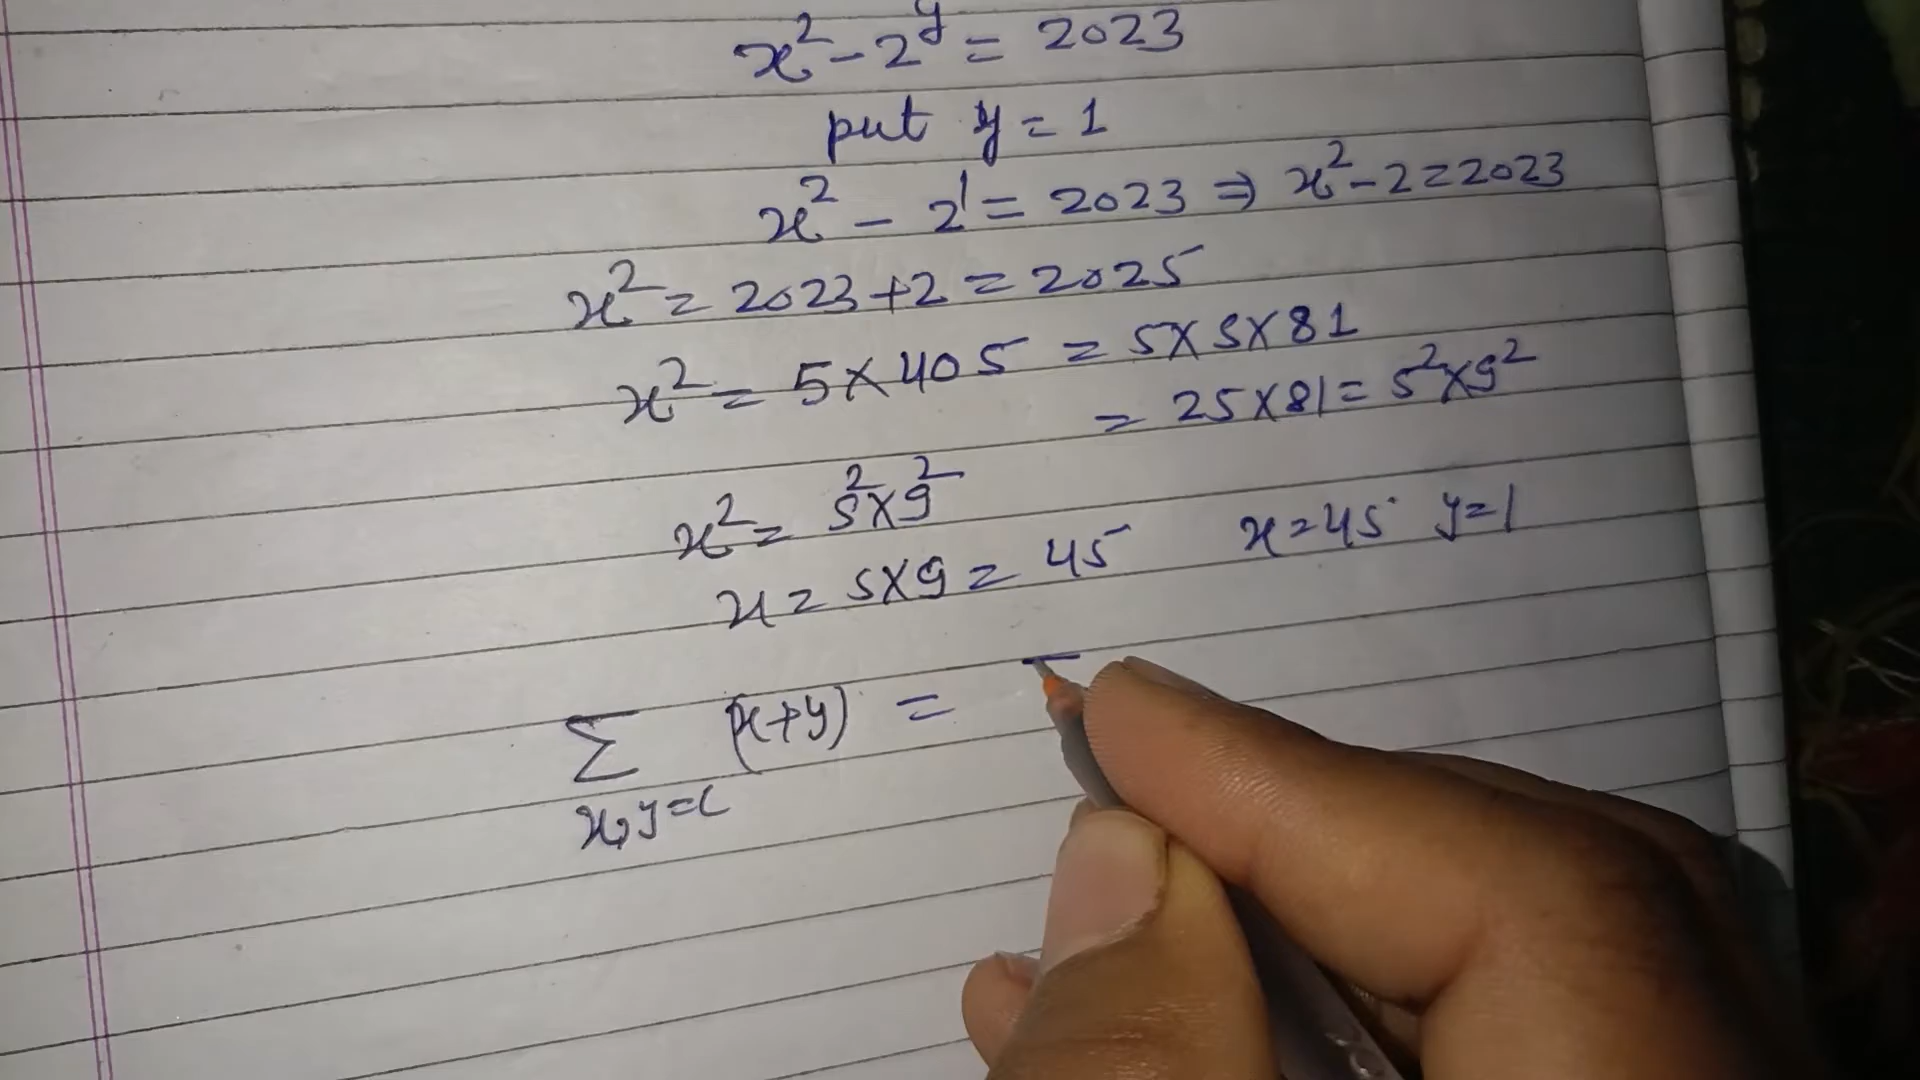 x² - 2^y = 2023
put y = 1
x² - 2¹ = 2023 ⇒ x² - 2 = 2023
x² = 2023 + 2 = 2025
x² = 5 × 405 = 5 × 5 × 81
= 25 × 81 = 5² × 9²
x² = 5² × 9²
x = 5 × 9 = 45 x = 45 y = 1
∑ (x+y) =
x, y = C